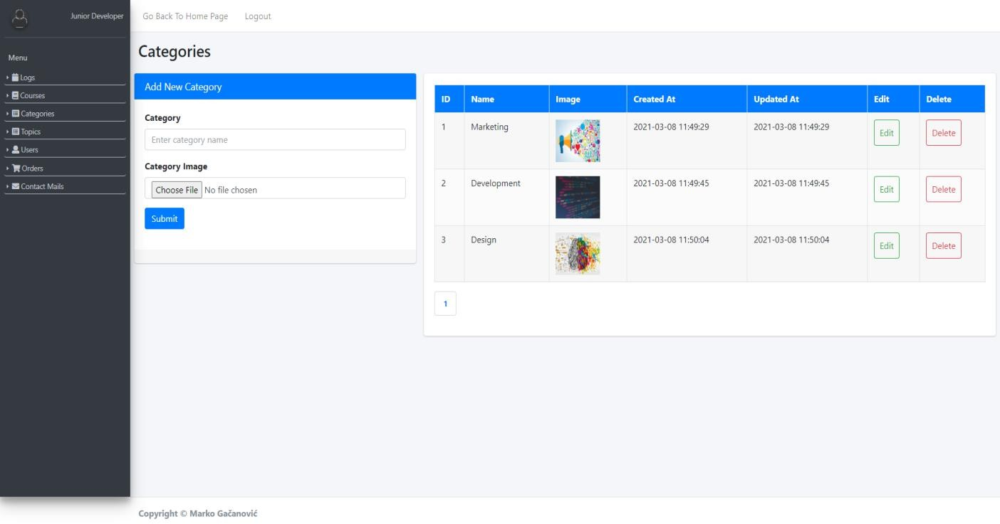 Junior Developer
Go Back To Home Page Logout
Menu
Logs
Courses
Categories
Topics
Users
Orders
Contact Mails
Categories
Add New Category
Category
Enter category name
Category Image
Choose File No file chosen
Submit
ID Name Image Created At Updated At Edit Delete
1 Marketing 2021-03-08 11:49:29 2021-03-08 11:49:29 Edit Delete
2 Development 2021-03-08 11:49:45 2021-03-08 11:49:45 Edit Delete
3 Design 2021-03-08 11:50:04 2021-03-08 11:50:04 Edit Delete
1
Copyright © Marko Gačanović